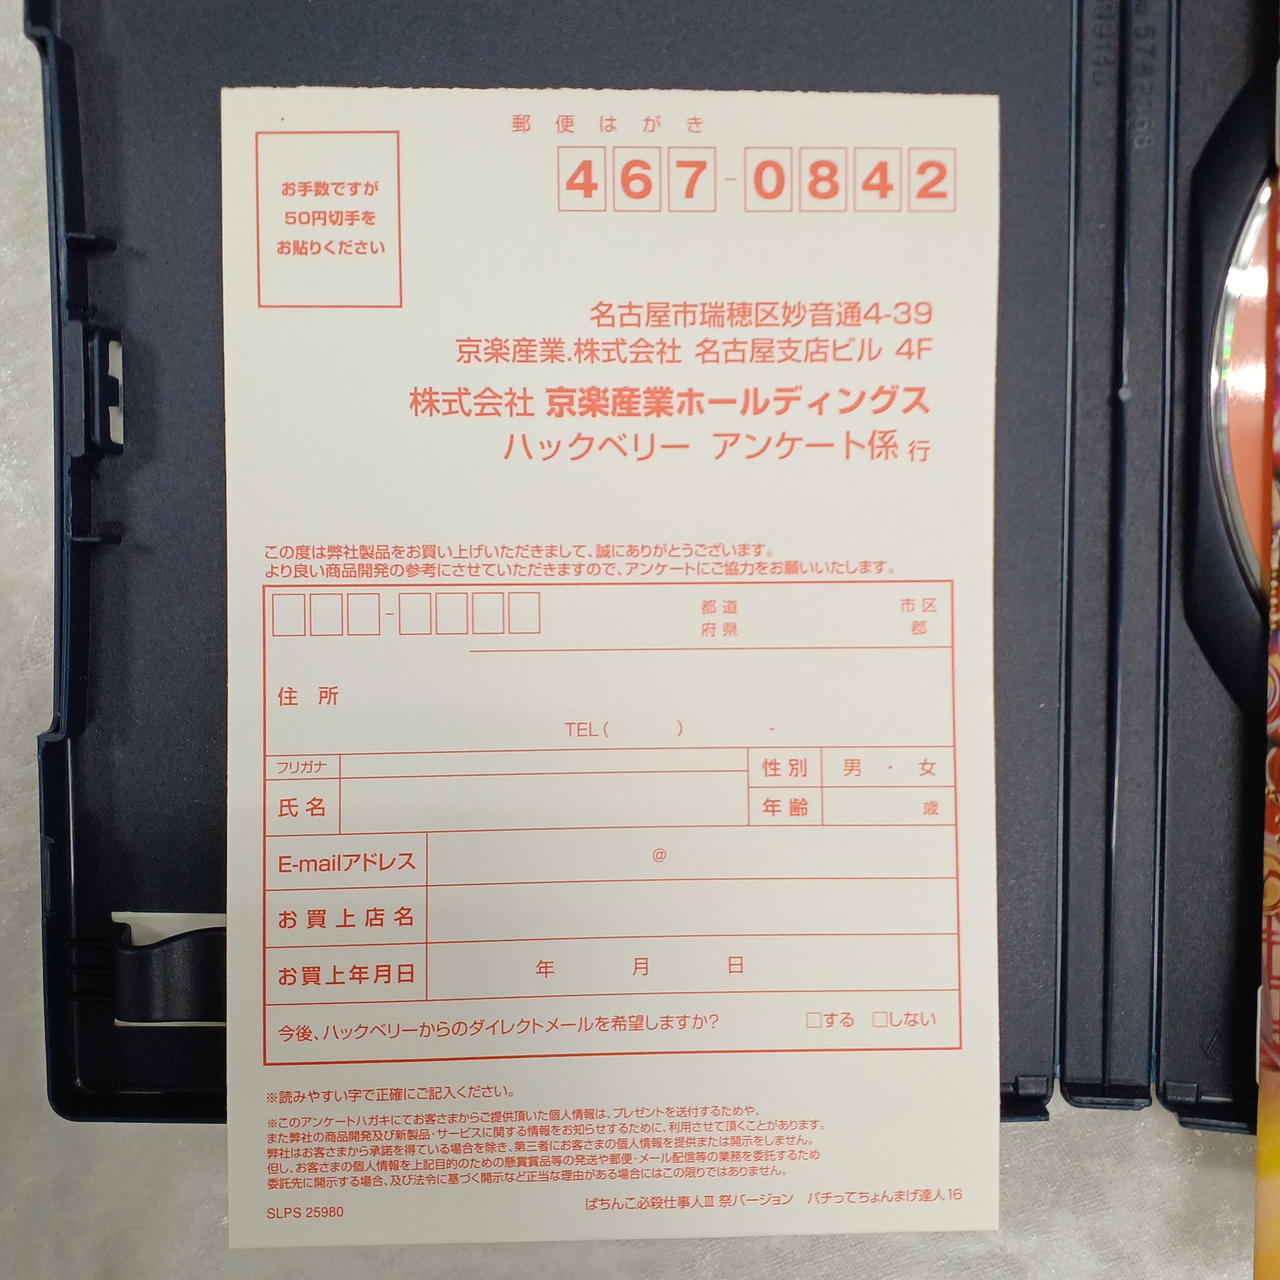 郵便はがき
お手数ですが
50円切手を
お貼りください
467-0842
名古屋市瑞穂区妙音通4-39
京楽産業.株式会社 名古屋支店ビル 4F
株式会社 京楽産業ホールディングス
ハックベリー アンケート係 行
この度は弊社製品をお買い上げいただきまして、誠にありがとうございます。
より良い商品開発の参考にさせていただきますので、アンケートにご協力をお願いいたします。
都道 市区
府県 郡
住所
TEL( ) -
フリガナ
氏名
性別 男・女
年齢 歳
E-mailアドレス @
お買上店名
お買上年月日 年 月 日
今後、ハックベリーからのダイレクトメールを希望しますか? □する □しない
※読みやすい字で正確にご記入ください。
※このアンケートハガキにてお客さまからご提供頂いた個人情報は、プレゼントを送付するためや、
また弊社の商品開発及び新製品・サービスに関する情報をお知らせするために、利用させて頂くことがあります。
弊社はお客さまから承諾を得ている場合を除き、第三者にお客さまの個人情報を提供または開示をしません。
但し、お客さまの個人情報を上記目的のための懸賞賞品等の発送や郵便・メール配信等の業務を委託するため
委託先に開示する場合、及び法令に基づく開示など正当な理由がある場合にはこの限りではありません。
ぱちんこ必殺仕事人Ⅲ 祭バージョン パチってちょんまげ達人16
SLPS 25980